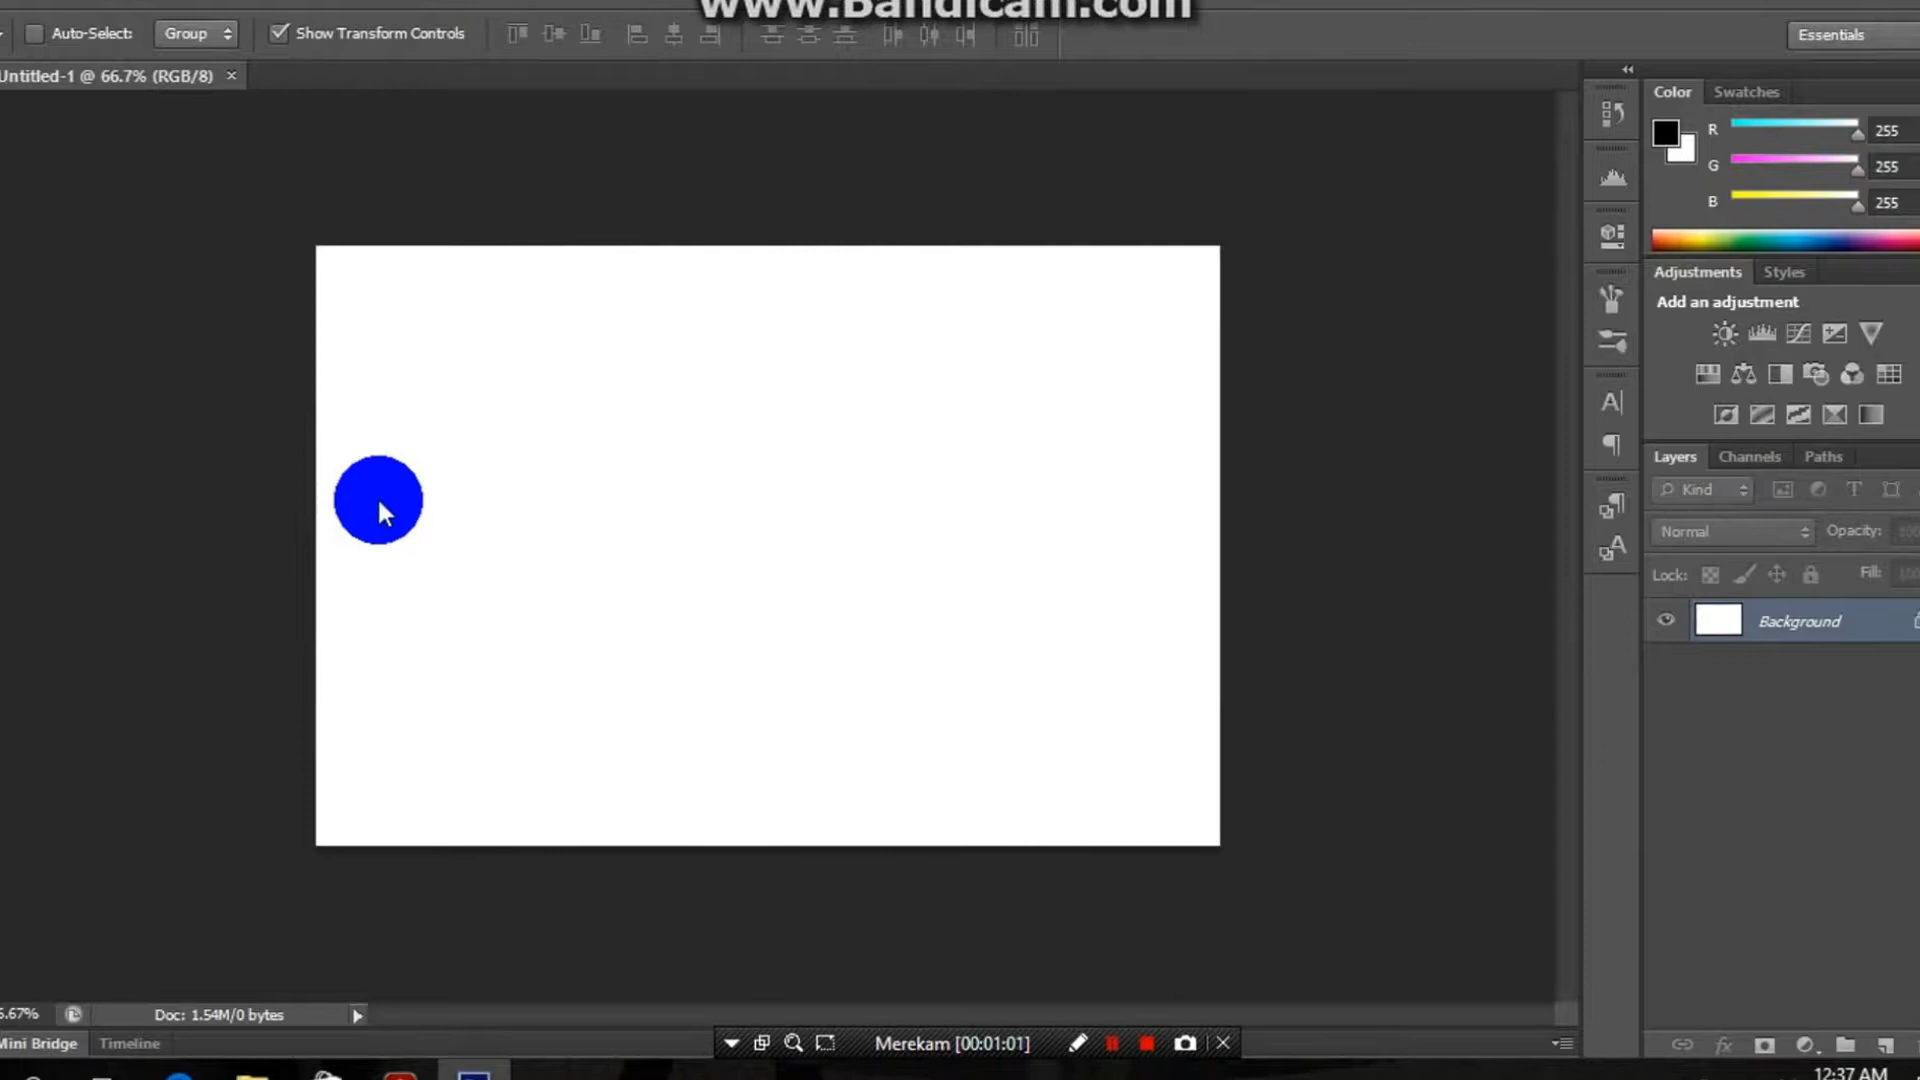 www.Bandicam.com
Auto-Select:
Group
Show Transform Controls
Essentials
Untitled-1 @ 66.7% (RGB/8)
Color
Swatches
R
255
G
255
B
255
Adjustments
Styles
Add an adjustment
Layers
Channels
Paths
Kind
Normal
Opacity:
Lock:
Fill:
Background
Doc: 1.54M/0 bytes
Mini Bridge
Timeline
Merekam [00:01:01]
12:37 AM